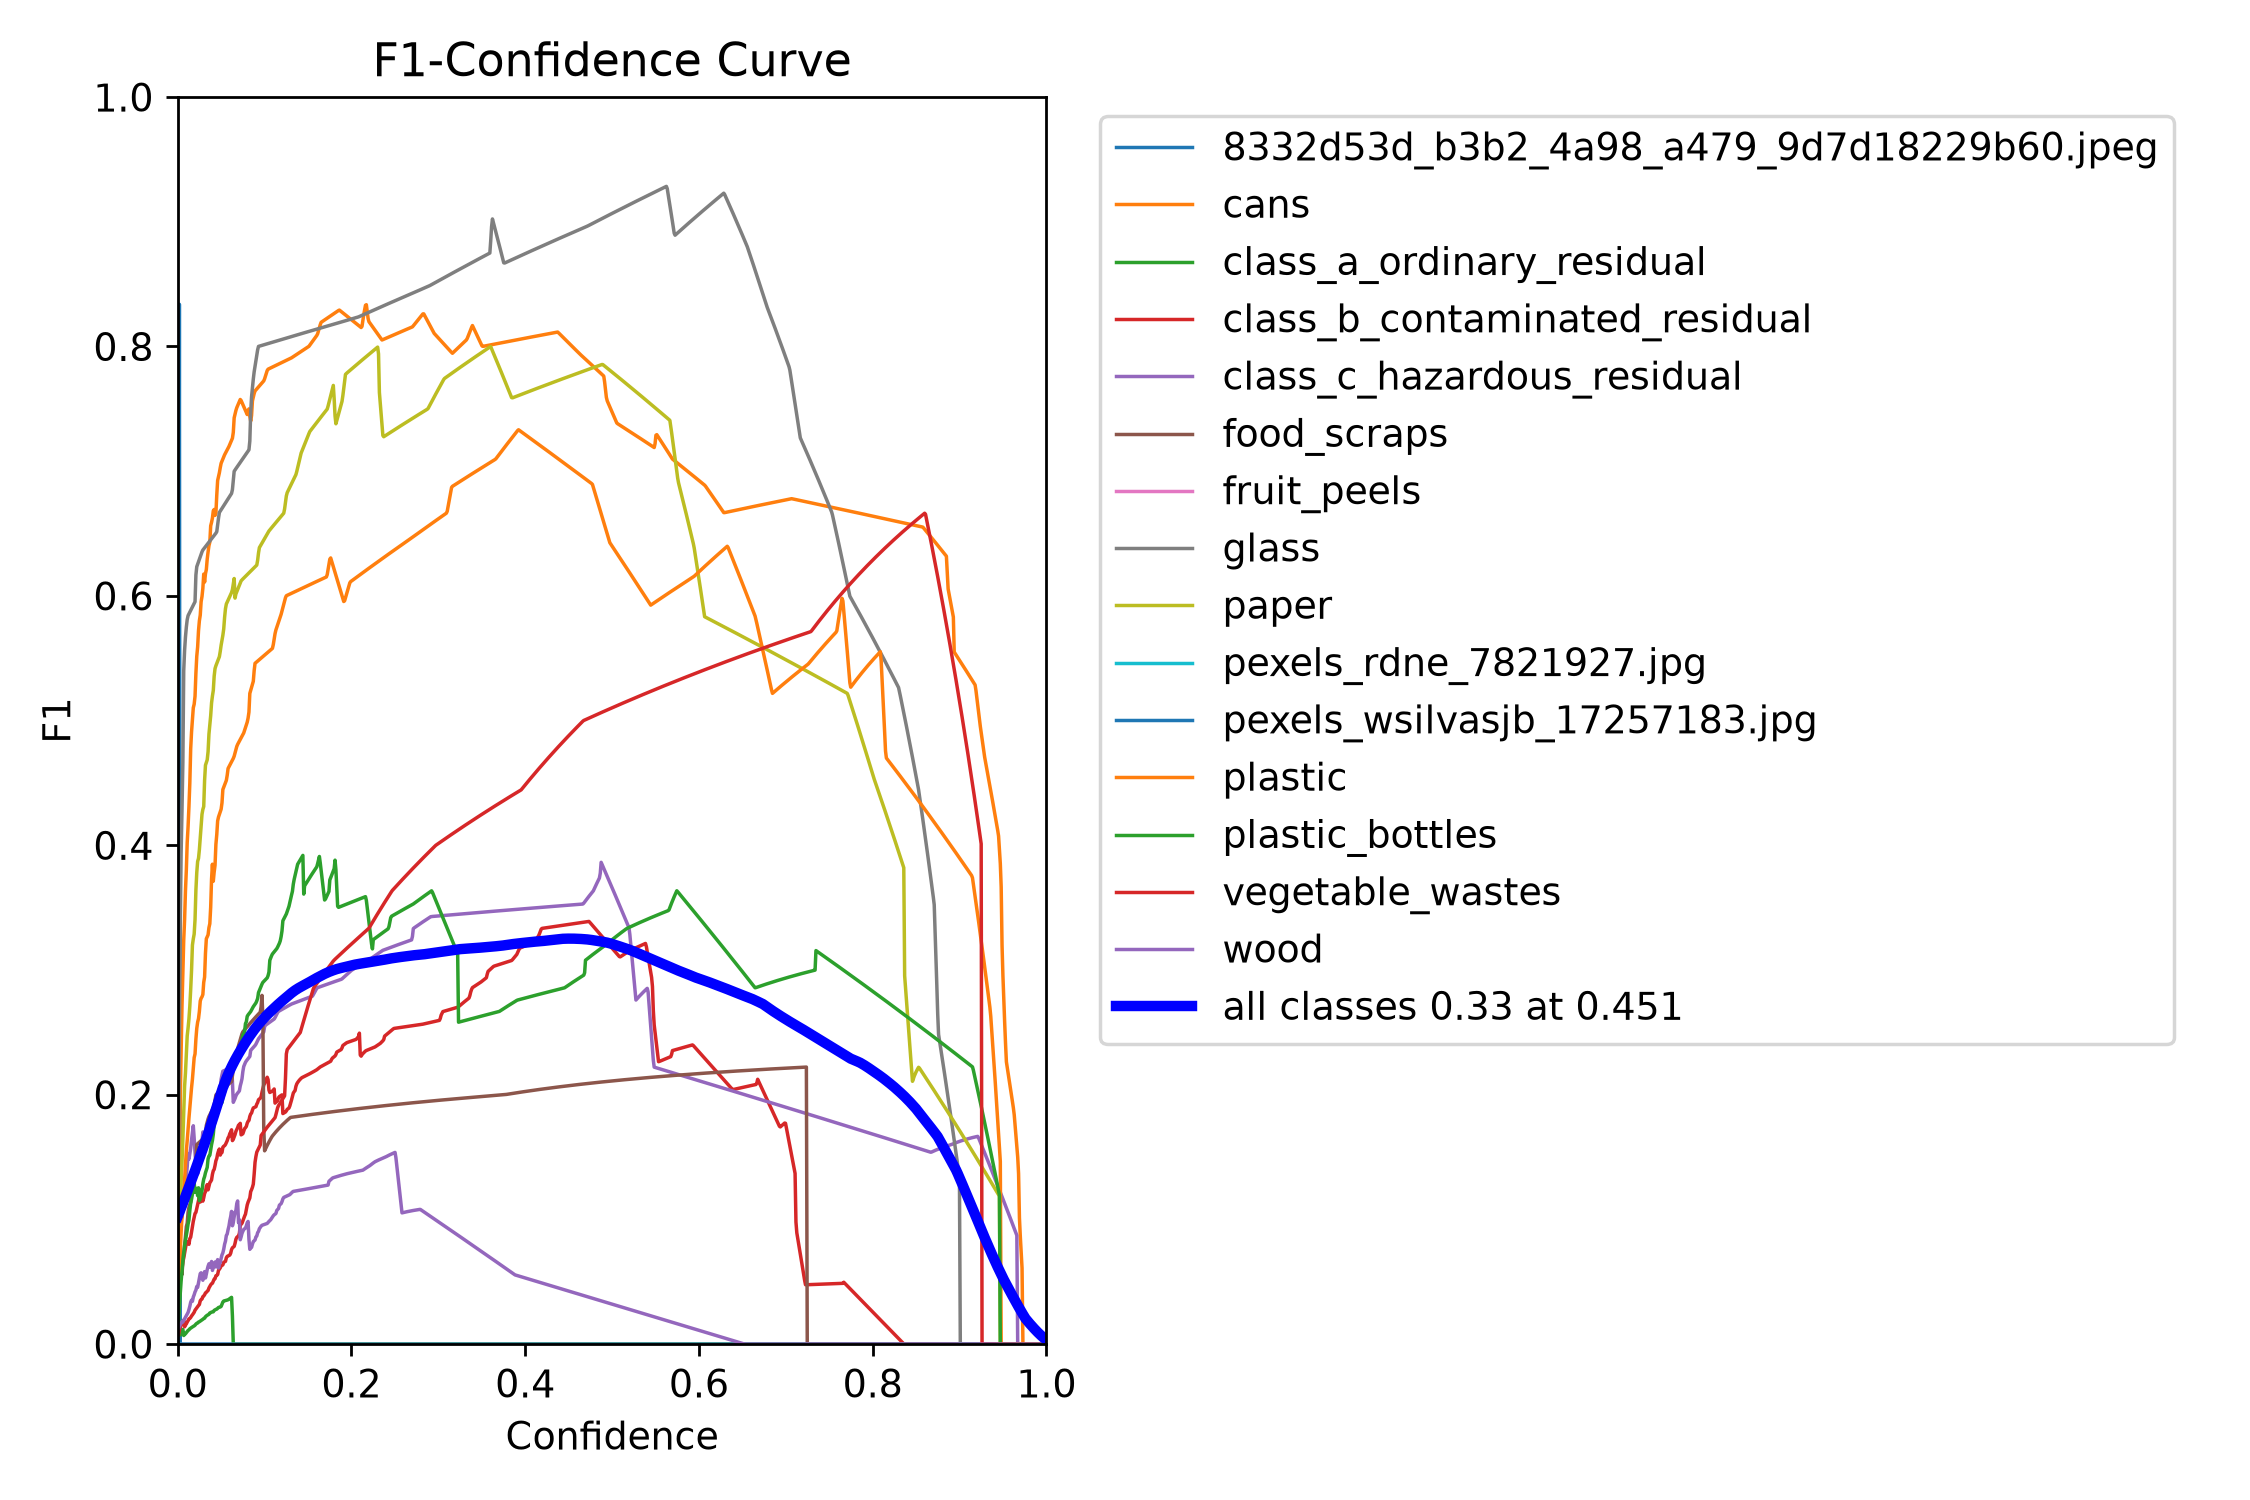 F1-Confidence Curve
1.0
0.8
0.6
0.4
0.2
0.0
F1
0.0 0.2 0.4 0.6 0.8 1.0
Confidence
8332d53d_b3b2_4a98_a479_9d7d18229b60.jpeg
cans
class_a_ordinary_residual
class_b_contaminated_residual
class_c_hazardous_residual
food_scraps
fruit_peels
glass
paper
pexels_rdne_7821927.jpg
pexels_wsilvasjb_17257183.jpg
plastic
plastic_bottles
vegetable_wastes
wood
all classes 0.33 at 0.451